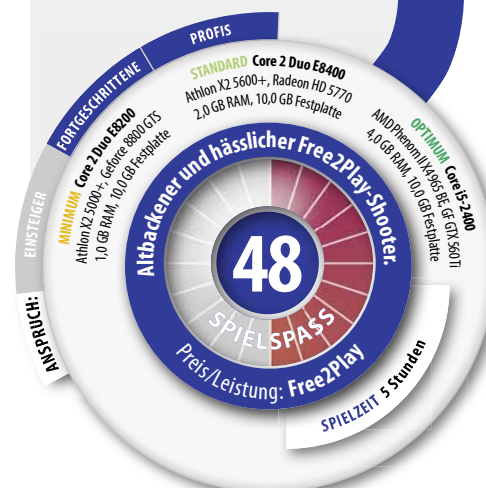 ANSPRUCH:
EINSTEIGER
FORTGESCHRITTENE
PROFIS
MINIMUM Core 2 Duo E8200
Athlon X2 5000+, Geforce 8800 GTS
1,0 GB RAM, 10,0 GB Festplatte
STANDARD Core 2 Duo E8400
Athlon X2 5600+, Radeon HD 5770
2,0 GB RAM, 10,0 GB Festplatte
OPTIMUM Core i5-2400
AMD Phenom II X4 965 BE, GF GTX 560 Ti
4,0 GB RAM, 10,0 GB Festplatte
Altbackener und hässlicher Free2Play-Shooter.
48
SPIELSPA$$
Preis/Leistung: Free2Play
SPIELZEIT 5 Stunden